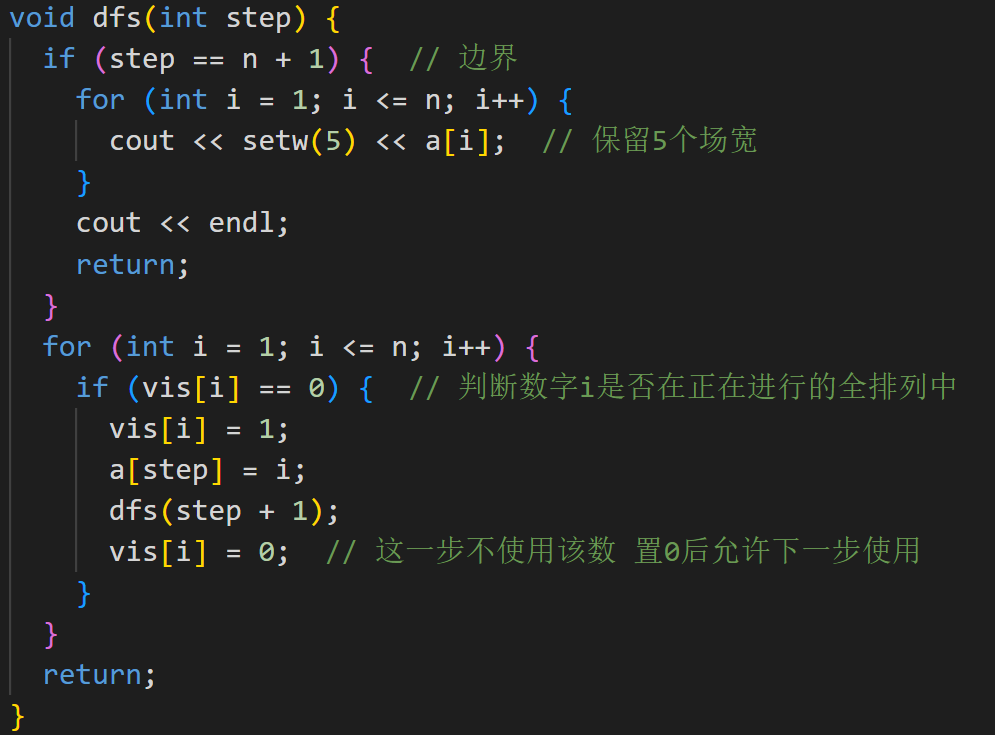 void dfs(int step) {
  if (step == n + 1) {  // 边界
    for (int i = 1; i <= n; i++) {
      cout << setw(5) << a[i];  // 保留5个场宽
    }
    cout << endl;
    return;
  }
  for (int i = 1; i <= n; i++) {
    if (vis[i] == 0) {  // 判断数字i是否在正在进行的全排列中
      vis[i] = 1;
      a[step] = i;
      dfs(step + 1);
      vis[i] = 0;  // 这一步不使用该数 置0后允许下一步使用
    }
  }
  return;
}